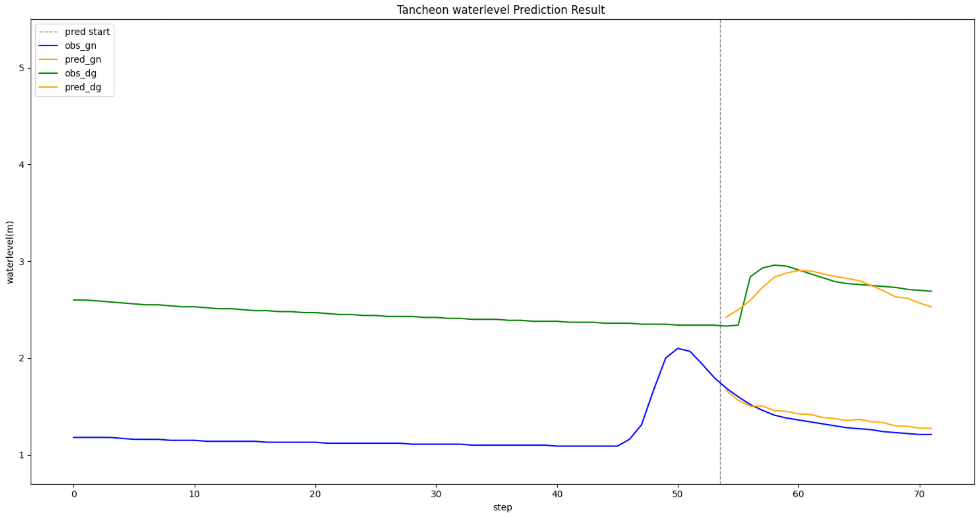 Tancheon waterlevel Prediction Result
pred start
obs_gn
pred_gn
obs_dg
pred_dg
5
4
3
2
1
waterlevel(m)
0 10 20 30 40 50 60 70
step